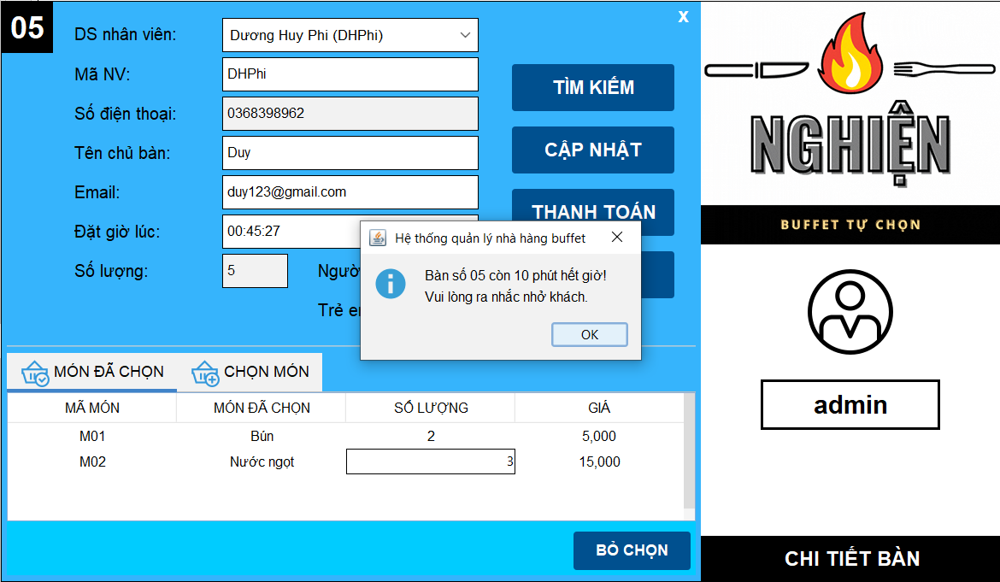 05
DS nhân viên:
Dương Huy Phi (DHPhi)
X
Mã NV:
DHPhi
TÌM KIẾM
Số điện thoại:
0368398962
Tên chủ bàn:
Duy
CẬP NHẬT
Email:
duy123@gmail.com
THANH TOÁN
Đặt giờ lúc:
00:45:27
Số lượng:
5
Hệ thống quản lý nhà hàng buffet
Bàn số 05 còn 10 phút hết giờ!
Vui lòng ra nhắc nhở khách.
OK
Trẻ
MÓN ĐÃ CHỌN
CHỌN MÓN
MÃ MÓN MÓN ĐÃ CHỌN SỐ LƯỢNG GIÁ
M01 Bún 2 5,000
M02 Nước ngọt 3 15,000
BỎ CHỌN
NGHIỆN
BUFFET TỰ CHỌN
admin
CHI TIẾT BÀN